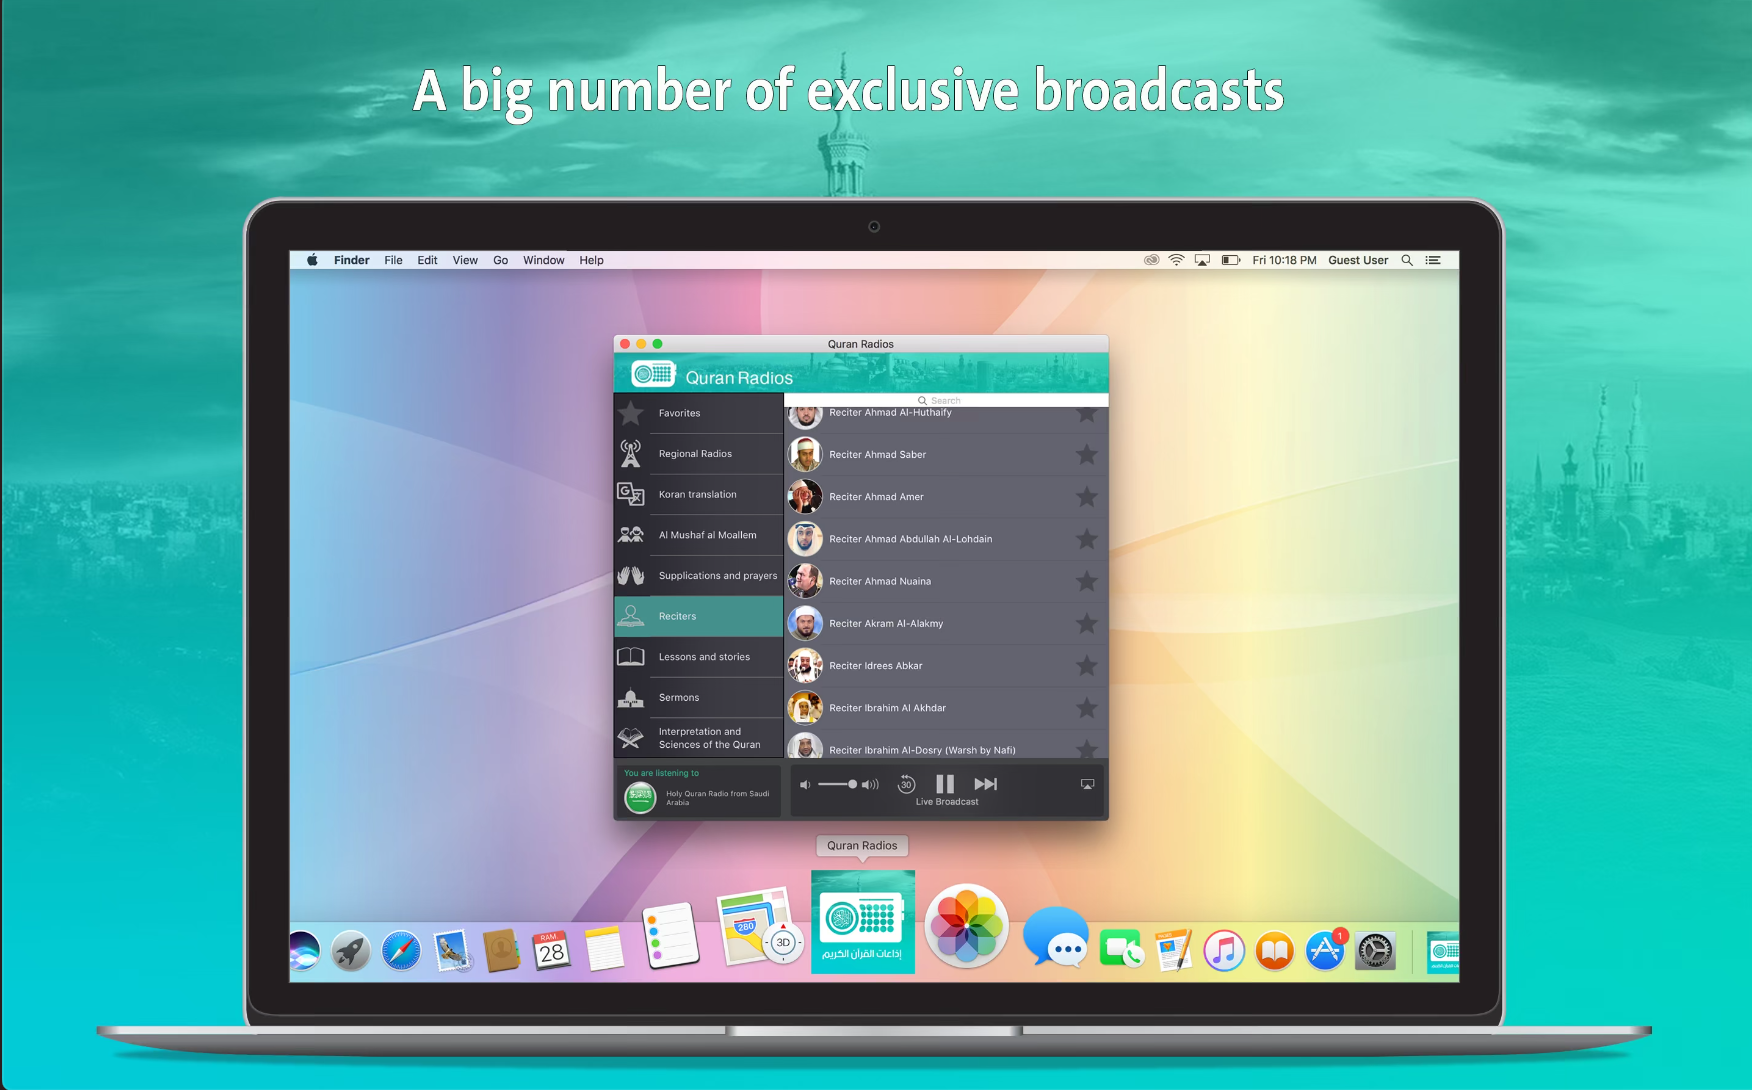 A big number of exclusive broadcasts
Finder File Edit View Go Window Help
Fri 10:18 PM Guest User
Quran Radios
Quran Radios
Search
Favorites
Regional Radios
Koran translation
Al Mushaf al Moallem
Supplications and prayers
Reciters
Lessons and stories
Sermons
Interpretation and
Sciences of the Quran
Reciter Ahmad Al-Huthaify
Reciter Ahmad Saber
Reciter Ahmad Amer
Reciter Ahmad Abdullah Al-Lohdain
Reciter Ahmad Nuaina
Reciter Akram Al-Alakmy
Reciter Idrees Abkar
Reciter Ibrahim Al Akhdar
Reciter Ibrahim Al-Dosry (Warsh by Nafi)
You are listening to
Holy Quran Radio from Saudi
Arabia
30
Live Broadcast
Quran Radios
RAM.
28
280
3D
إذاعات القرآن الكريم
1